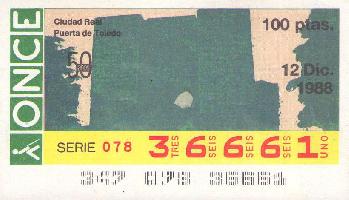 ONCE
Ciudad Real
Puerta de Toledo
50
100 ptas.
12 Dic.
1988
SERIE 078
3 6 6 6 1
TRES SEIS SEIS SEIS UNO